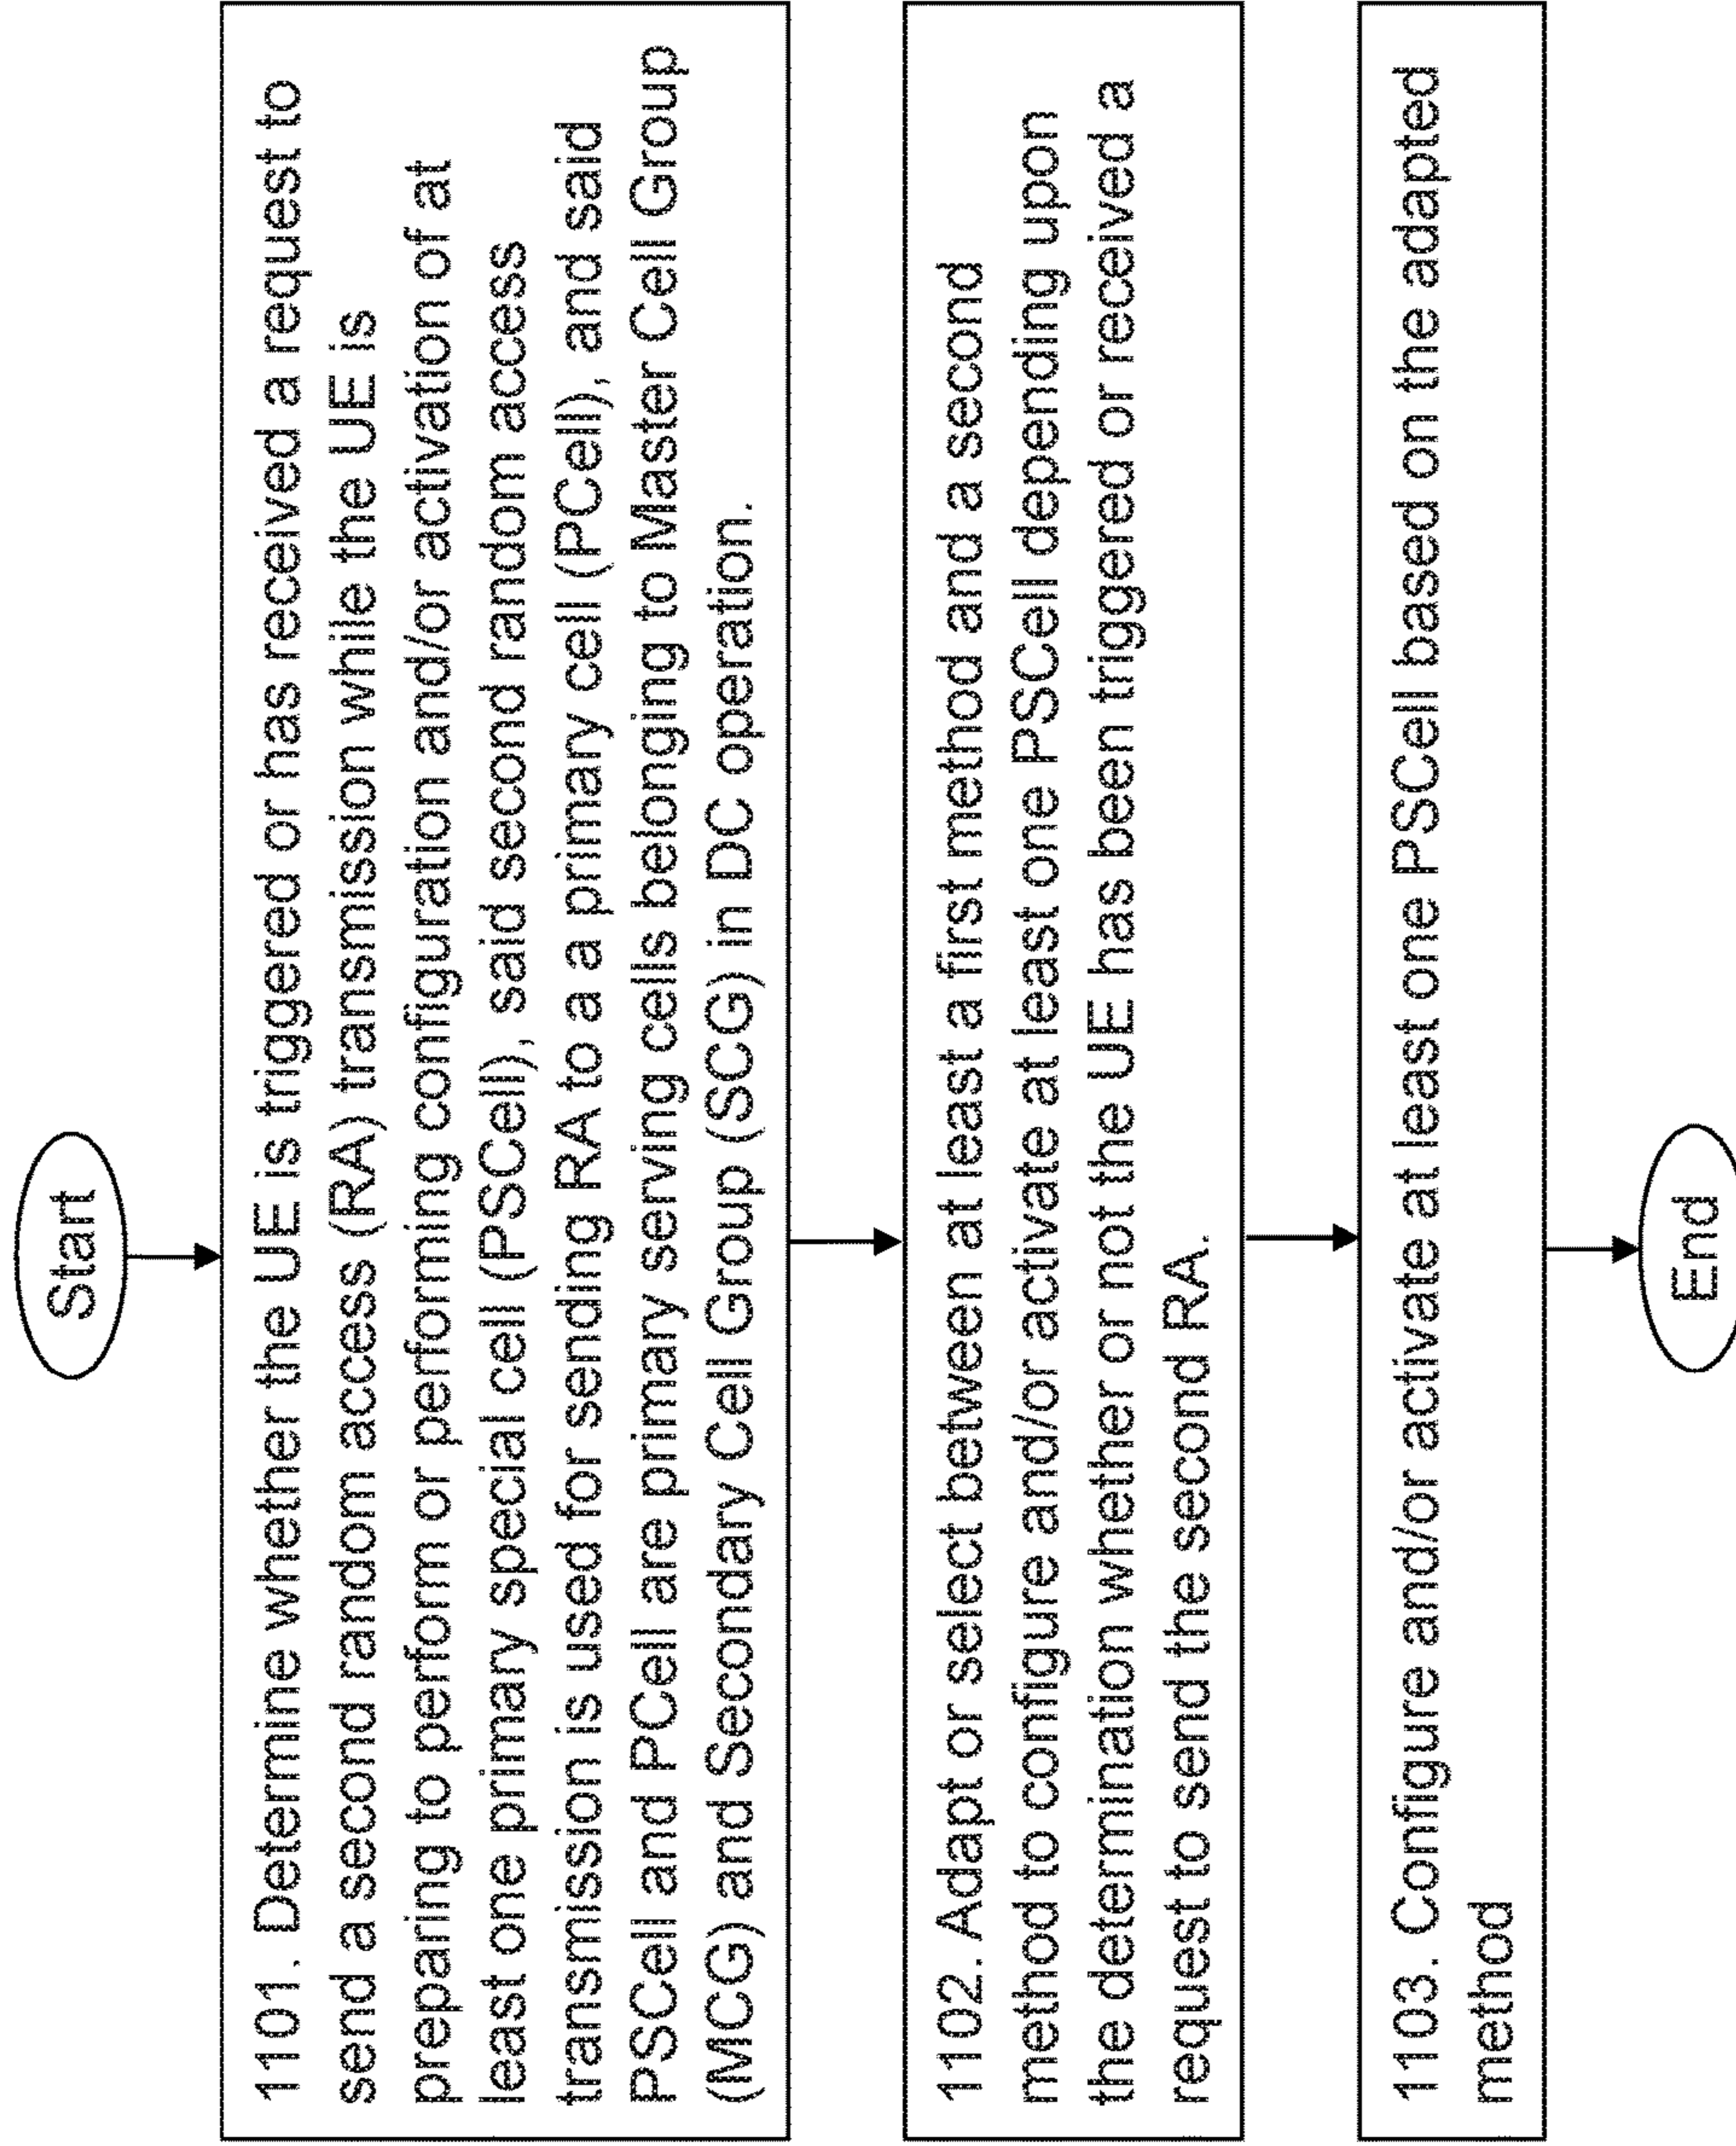 Start
1101. Determine whether the UE is triggered or has received a request to
send a second random access (RA) transmission while the UE is
preparing to perform or performing configuration and/or activation of at
least one primary special cell (PSCell), said second random access
transmission is used for sending RA to a a primary cell (PCell), and said
PSCell and PCell are primary serving cells belonging to Master Cell Group
(MCG) and Secondary Cell Group (SCG) in DC operation.
1102. Adapt or select between at least a first method and a second
method to configure and/or activate at least one PSCell depending upon
the determination whether or not the UE has been triggered or received a
request to send the second RA.
1103. Configure and/or activate at least one PSCell based on the adapted
method
End